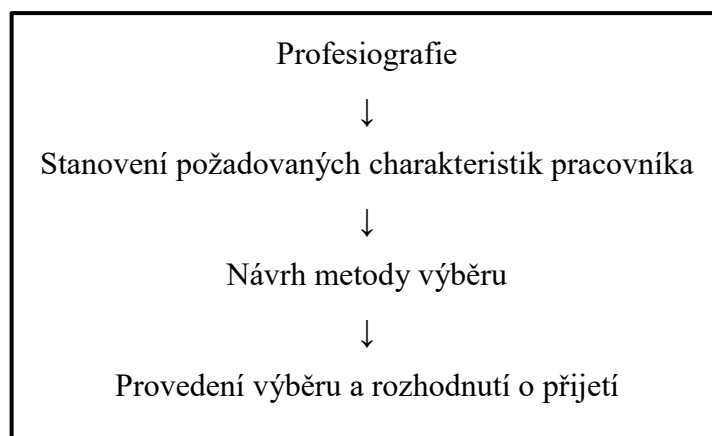 Profesiografie
↓
Stanovení požadovaných charakteristik pracovníka
↓
Návrh metody výběru
↓
Provedení výběru a rozhodnutí o přijetí